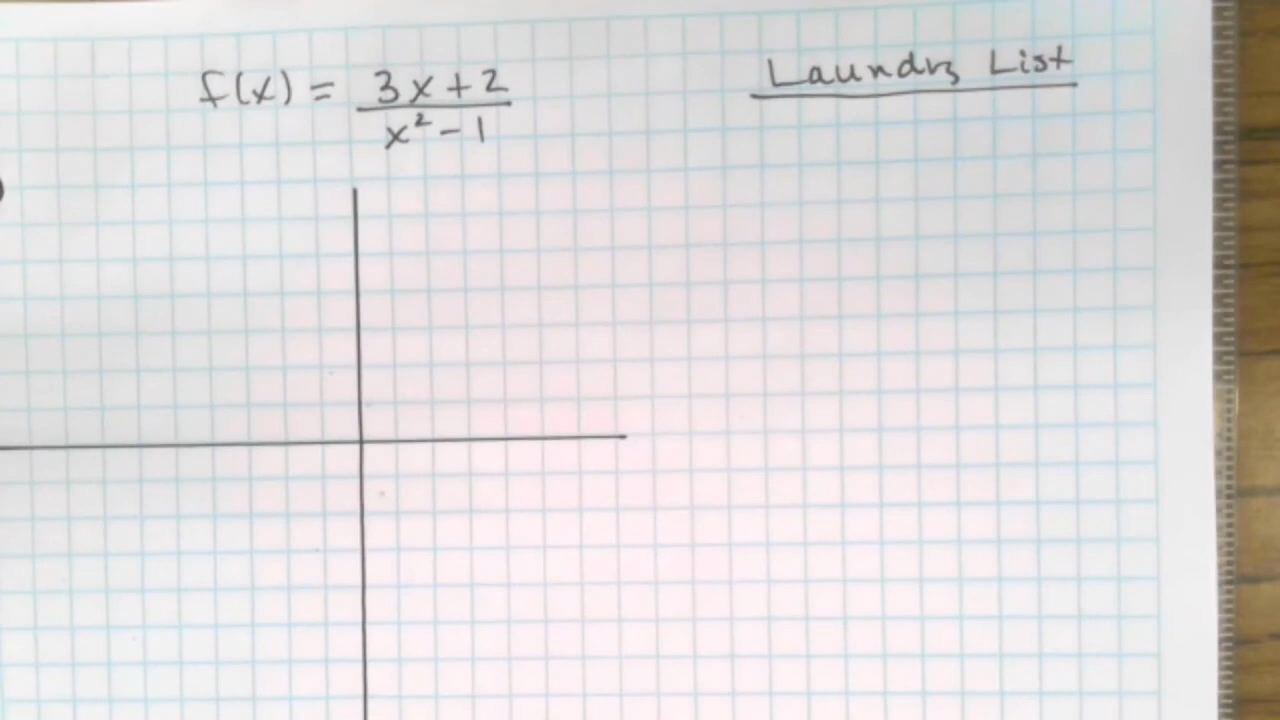 f(x) = 3x+2 / x² - 1
Laundry List